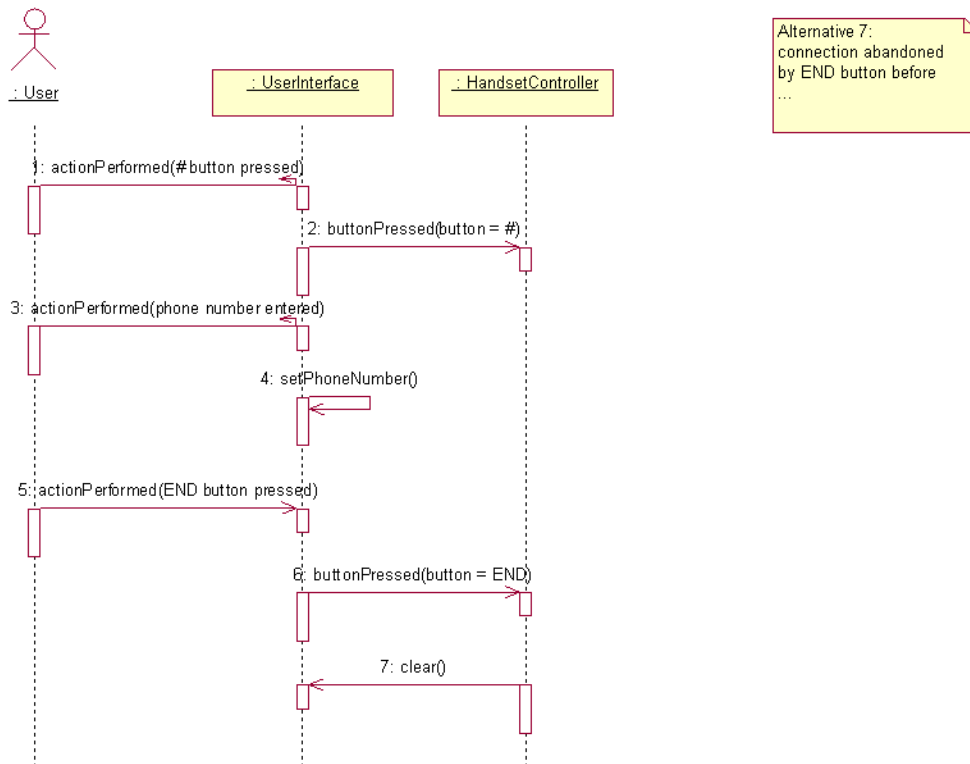 Alternative 7:
connection abandoned
by END button before
...
: User
: UserInterface
: HandsetController
1: actionPerformed(# button pressed)
2: buttonPressed(button = #)
3: actionPerformed(phone number entered)
4: setPhoneNumber()
5: actionPerformed(END button pressed)
6: buttonPressed(button = END)
7: clear()